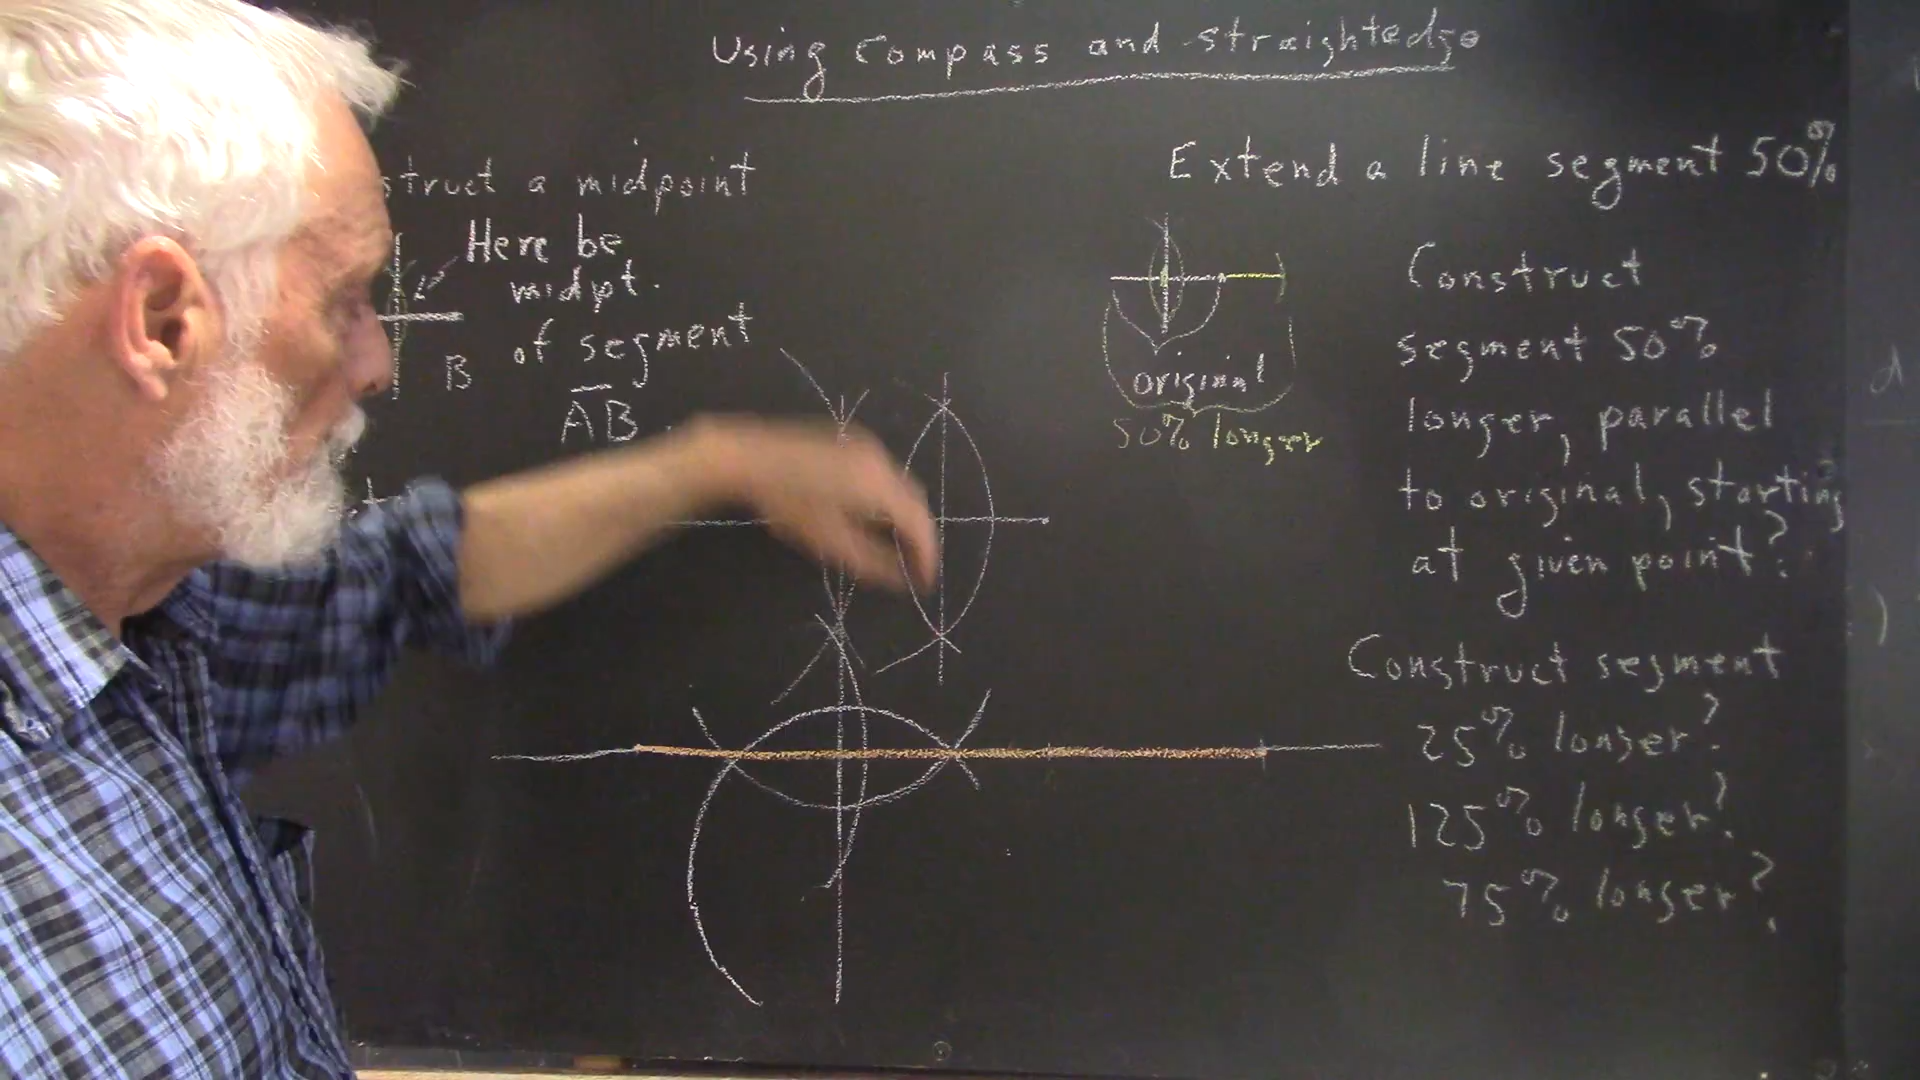 Using Compass and straightedge
struct a midpoint
Here be
midpt.
of segment
AB.
B
Extend a line segment 50%
original
50% longer
Construct
segment 50%
longer, parallel
to original, starting
at given point?
Construct segment
25% longer?
125% longer?
75% longer?
d